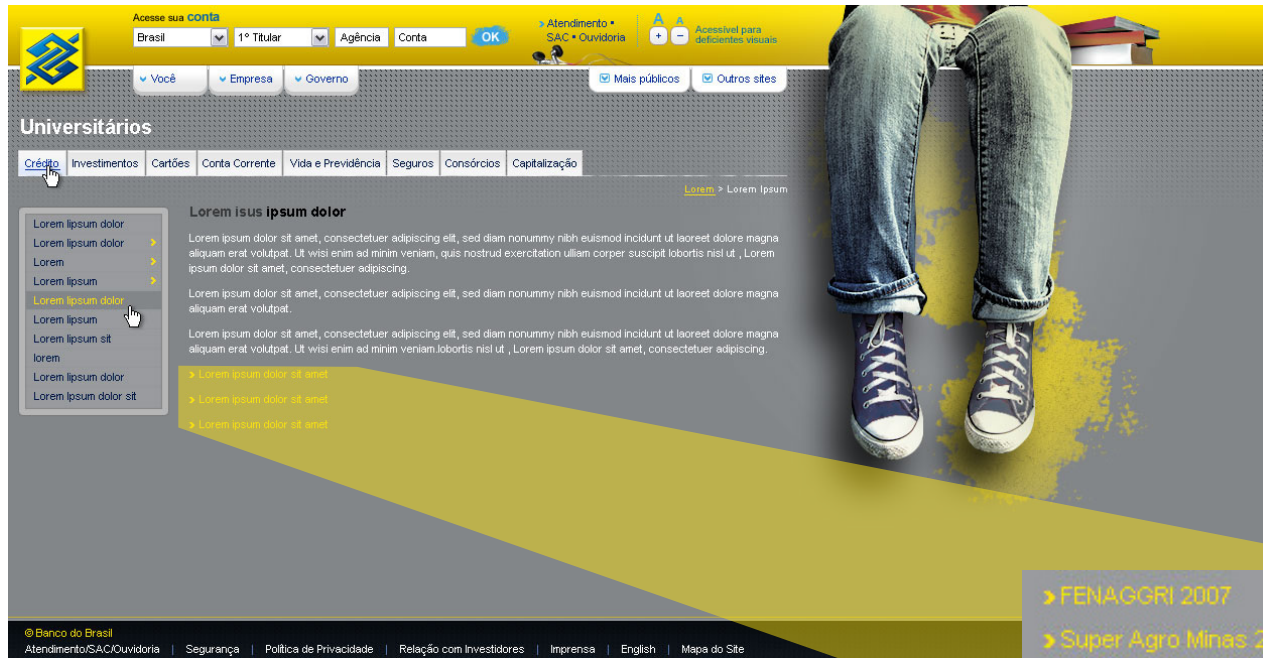 Acesse sua conta
Brasil 1º Titular Agência Conta OK
Atendimento •
SAC • Ouvidoria
A A
+ −
Acessível para
deficientes visuais
Você Empresa Governo
Mais públicos Outros sites
Universitários
Crédito Investimentos Cartões Conta Corrente Vida e Previdência Seguros Consórcios Capitalização
Lorem > Lorem Ipsum
Lorem lipsum dolor
Lorem lipsum dolor
Lorem
Lorem lipsum
Lorem lipsum dolor
Lorem lipsum
Lorem lipsum sit
lorem
Lorem lipsum dolor
Lorem Ipsum dolor sit
Lorem isus ipsum dolor
Lorem ipsum dolor sit amet, consectetuer adipiscing elit, sed diam nonummy nibh euismod incidunt ut laoreet dolore magna
aliquam erat volutpat. Ut wisi enim ad minim veniam, quis nostrud exercitation ulliam corper suscipit lobortis nisl ut , Lorem
ipsum dolor sit amet, consectetuer adipiscing.
Lorem ipsum dolor sit amet, consectetuer adipiscing elit, sed diam nonummy nibh euismod incidunt ut laoreet dolore magna
aliquam erat volutpat.
Lorem ipsum dolor sit amet, consectetuer adipiscing elit, sed diam nonummy nibh euismod incidunt ut laoreet dolore magna
aliquam erat volutpat. Ut wisi enim ad minim veniam.lobortis nisl ut , Lorem ipsum dolor sit amet, consectetuer adipiscing.
> Lorem ipsum dolor sit amet
> Lorem ipsum dolor sit amet
> Lorem ipsum dolor sit amet
> FENAGGRI 2007
> Super Agro Minas 2
© Banco do Brasil
Atendimento/SAC/Ouvidoria | Segurança | Política de Privacidade | Relação com Investidores | Imprensa | English | Mapa do Site